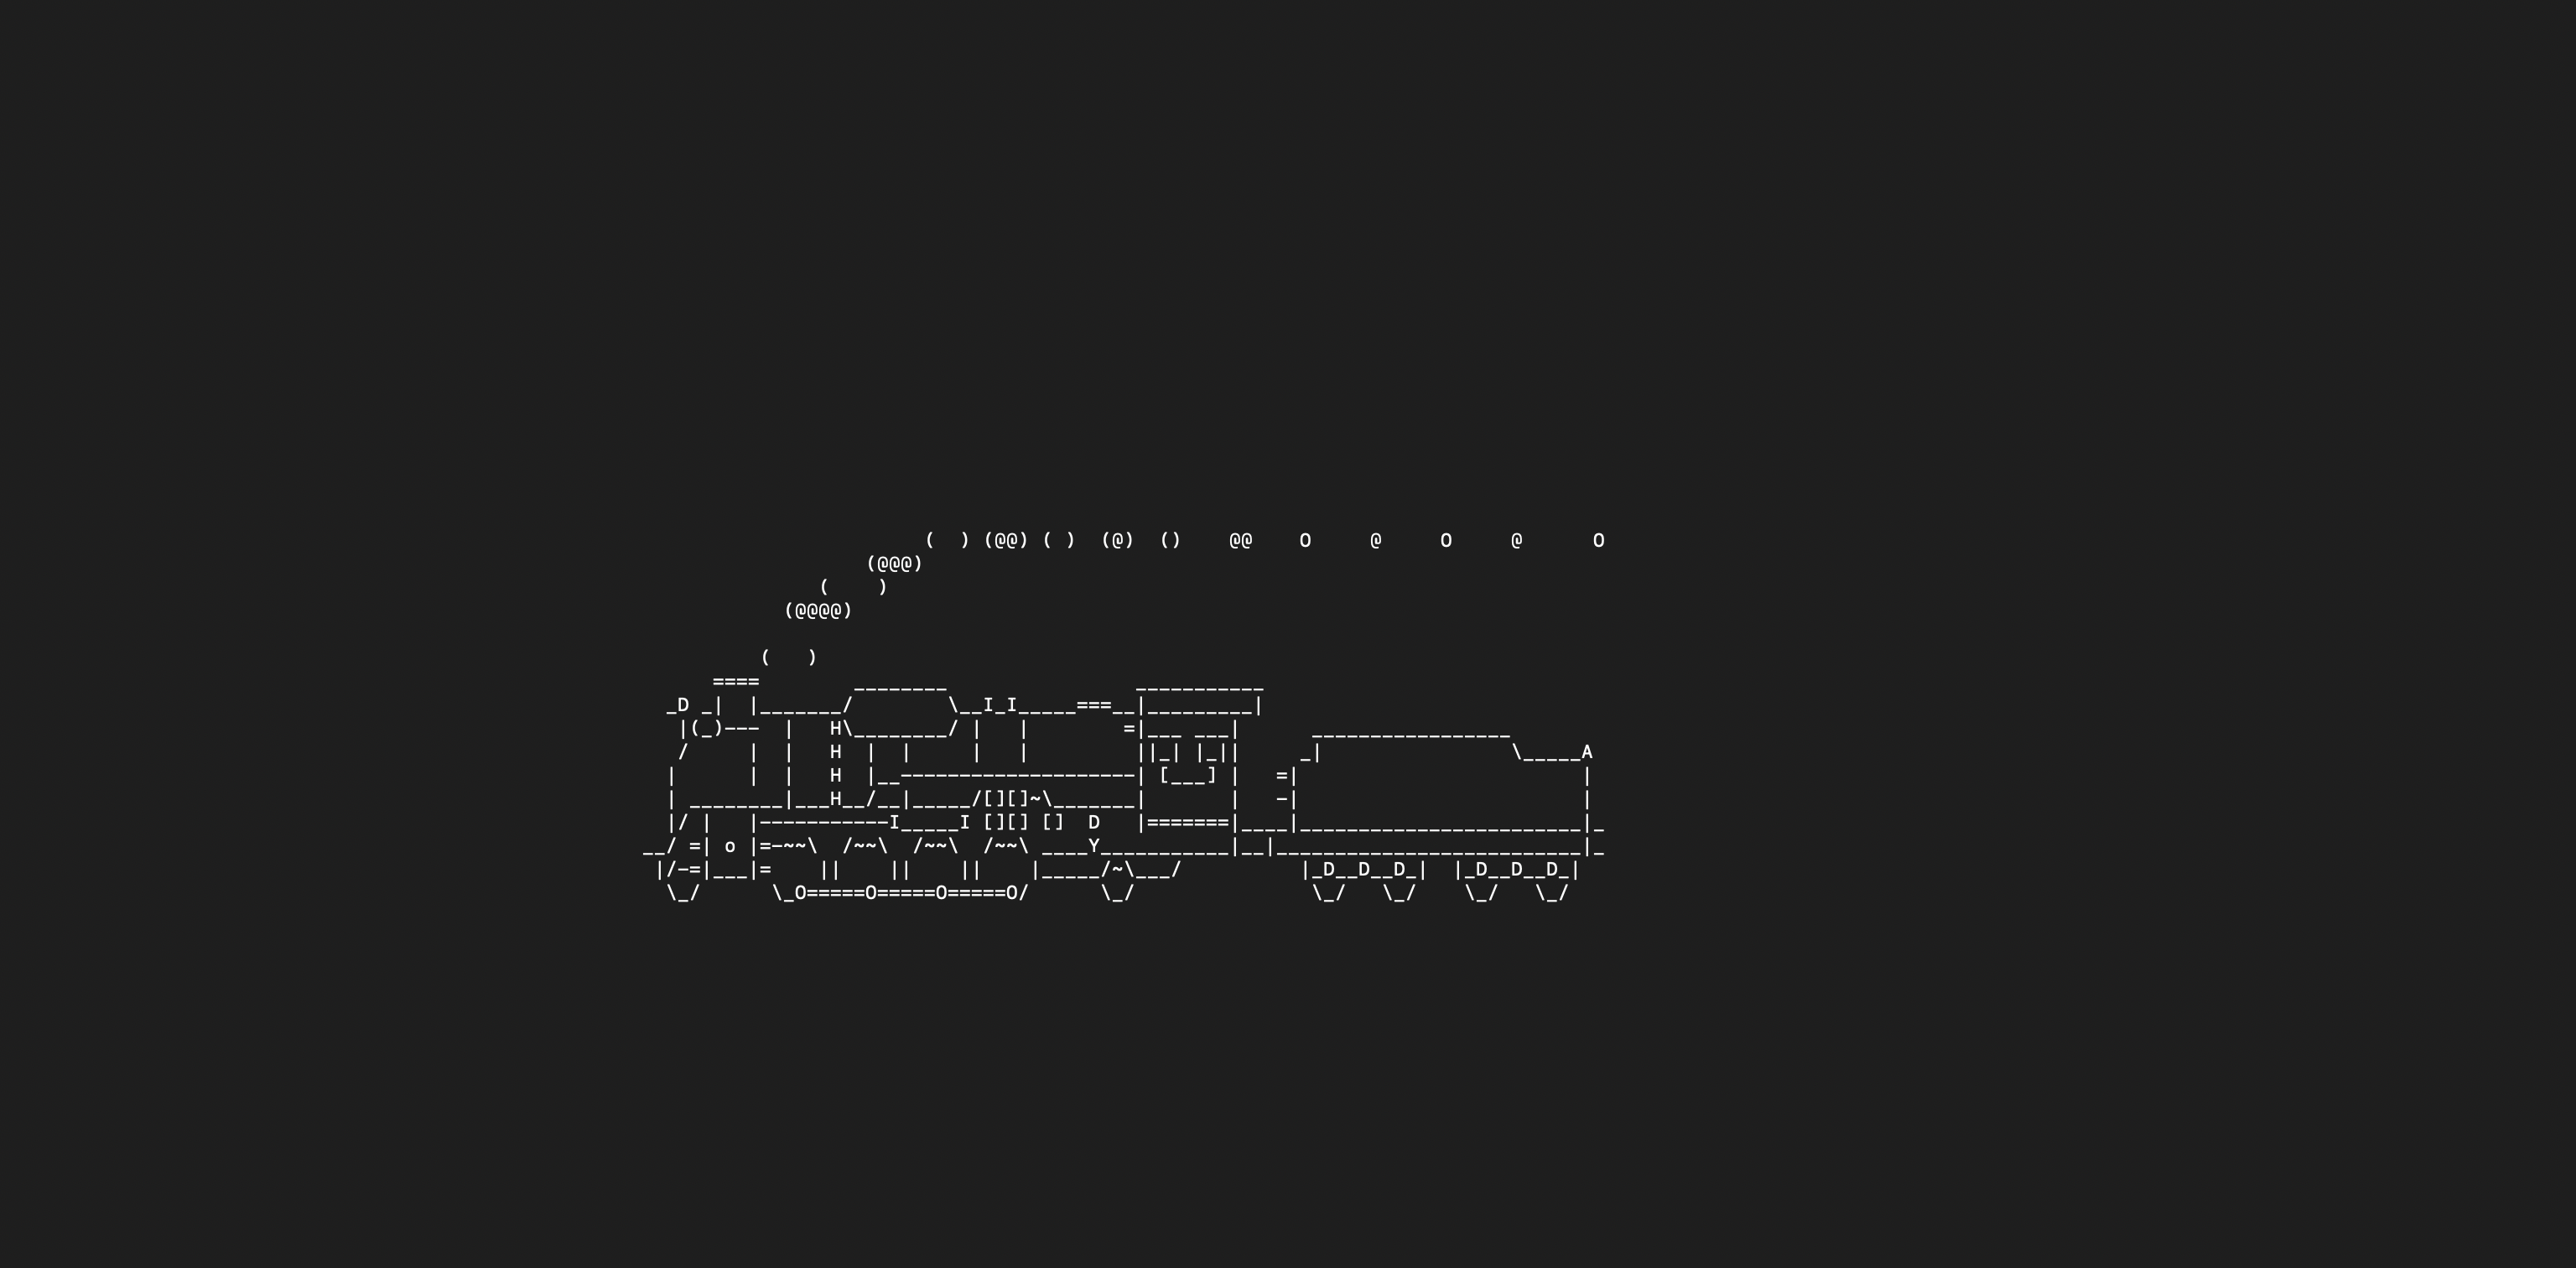 (  ) (@@) ( )  (@)  ()    @@    O     @     O     @      O
(@@@)
(    )
(@@@@)
(   )
====        ________                ___________
_D _|  |_______/        \__I_I_____===__|_________|
|(_)---  |   H\________/ |   |        =|___ ___|      _________________
/     |  |   H  |  |     |   |         ||_| |_||     _|                \_____A
|      |  |   H  |__--------------------| [___] |   =|                        |
| ________|___H__/__|_____/[][]~\_______|       |   -|                        |
|/ |   |-----------I_____I [][] []  D   |=======|____|________________________|_
__/ =| o |=-~~\  /~~\  /~~\  /~~\ ____Y___________|__|__________________________|_
|/-=|___|=    ||    ||    ||    |_____/~\___/          |_D__D__D_|  |_D__D__D_|
\_/      \_O=====O=====O=====O/      \_/               \_/   \_/    \_/   \_/